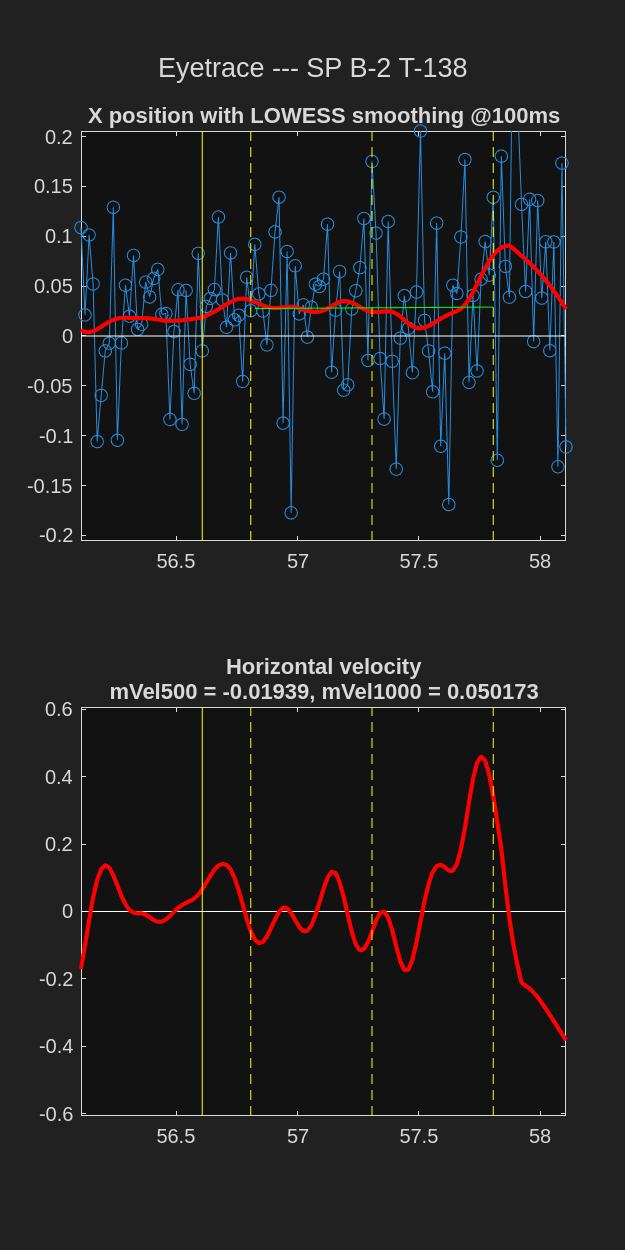 Eyetrace --- SP B-2 T-138
X position with LOWESS smoothing @100ms
0.2
0.15
0.1
0.05
0
-0.05
-0.1
-0.15
-0.2
56.5 57 57.5 58
Horizontal velocity
mVel500 = -0.01939, mVel1000 = 0.050173
0.6
0.4
0.2
0
-0.2
-0.4
-0.6
56.5 57 57.5 58